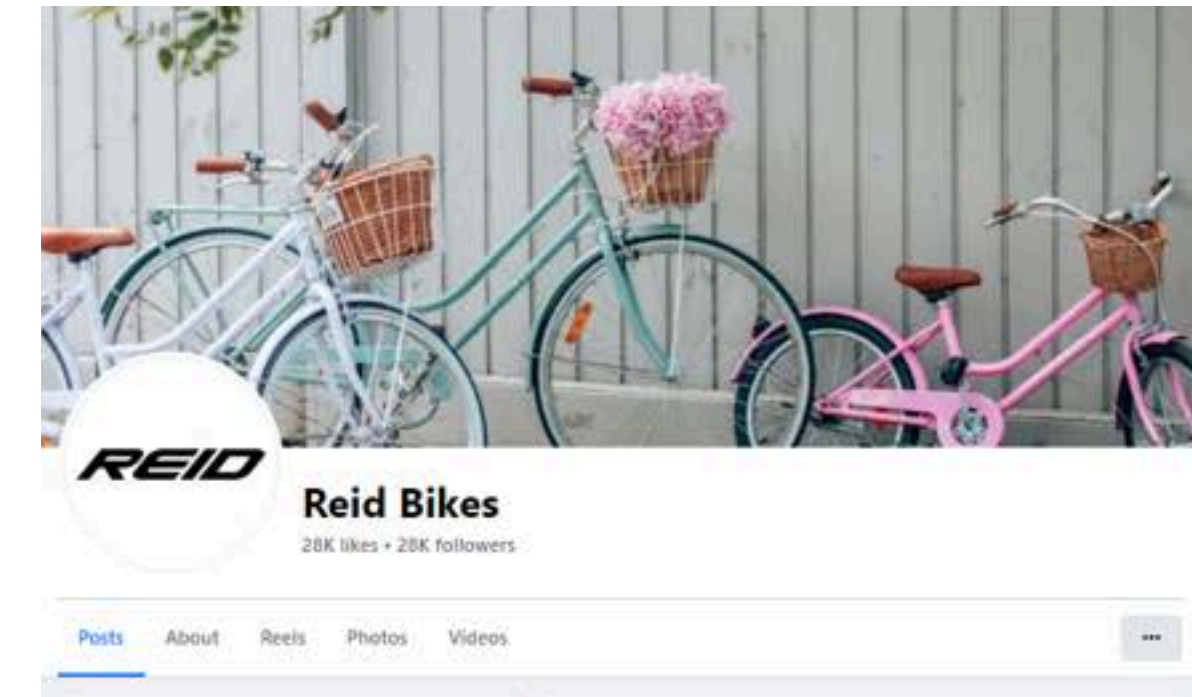 REID
Reid Bikes
28K likes • 28K followers
Posts About Reels Photos Videos